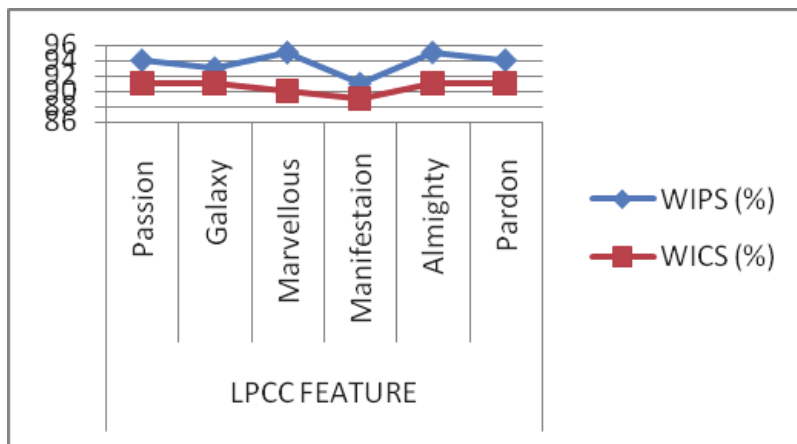 96
94
92
90
88
86
Passion
Galaxy
Marvellous
Manifestaion
Almighty
Pardon
LPCC FEATURE
WIPS (%)
WICS (%)